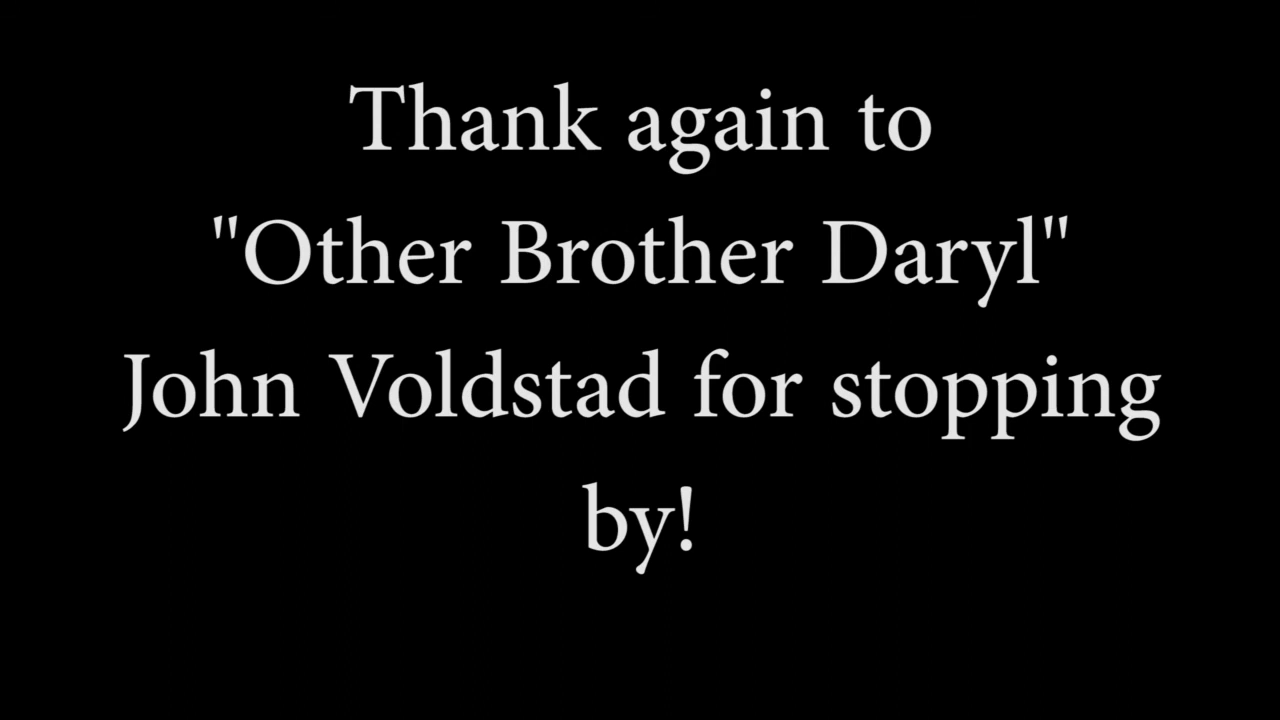 Thank again to
"Other Brother Daryl"
John Voldstad for stopping
by!